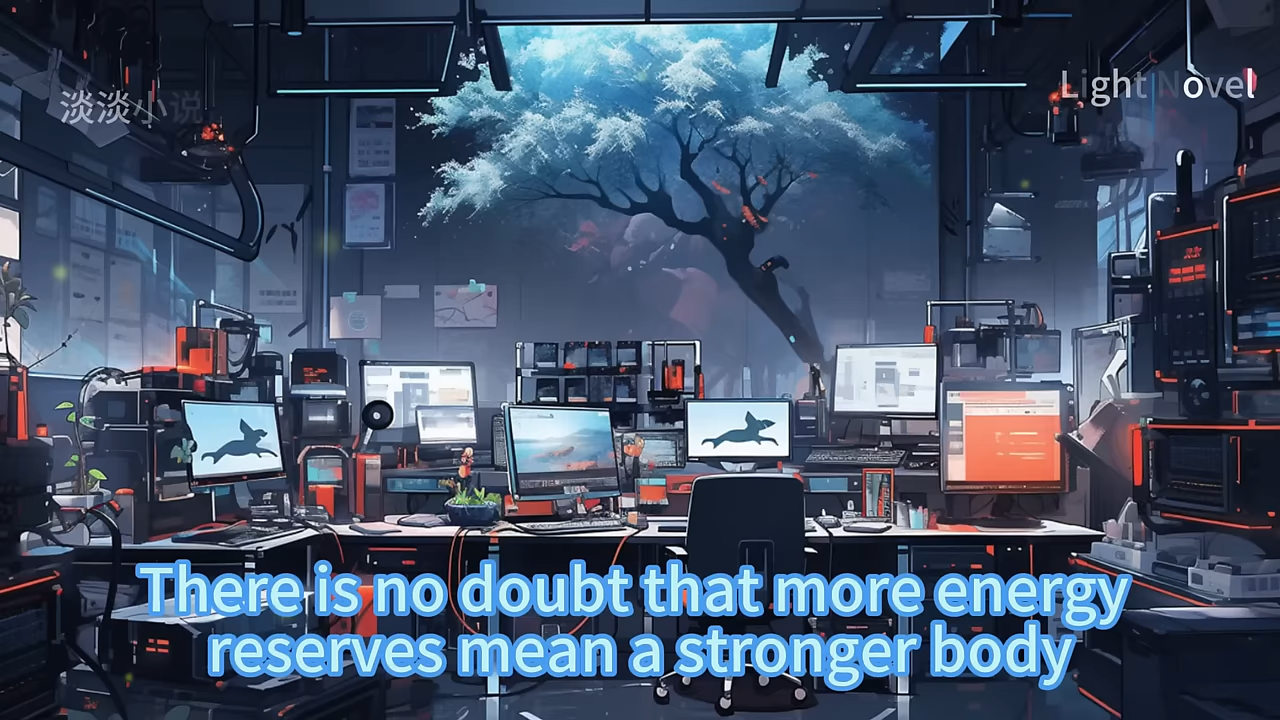 淡淡小说
Light Novel
There is no doubt that more energy
reserves mean a stronger body